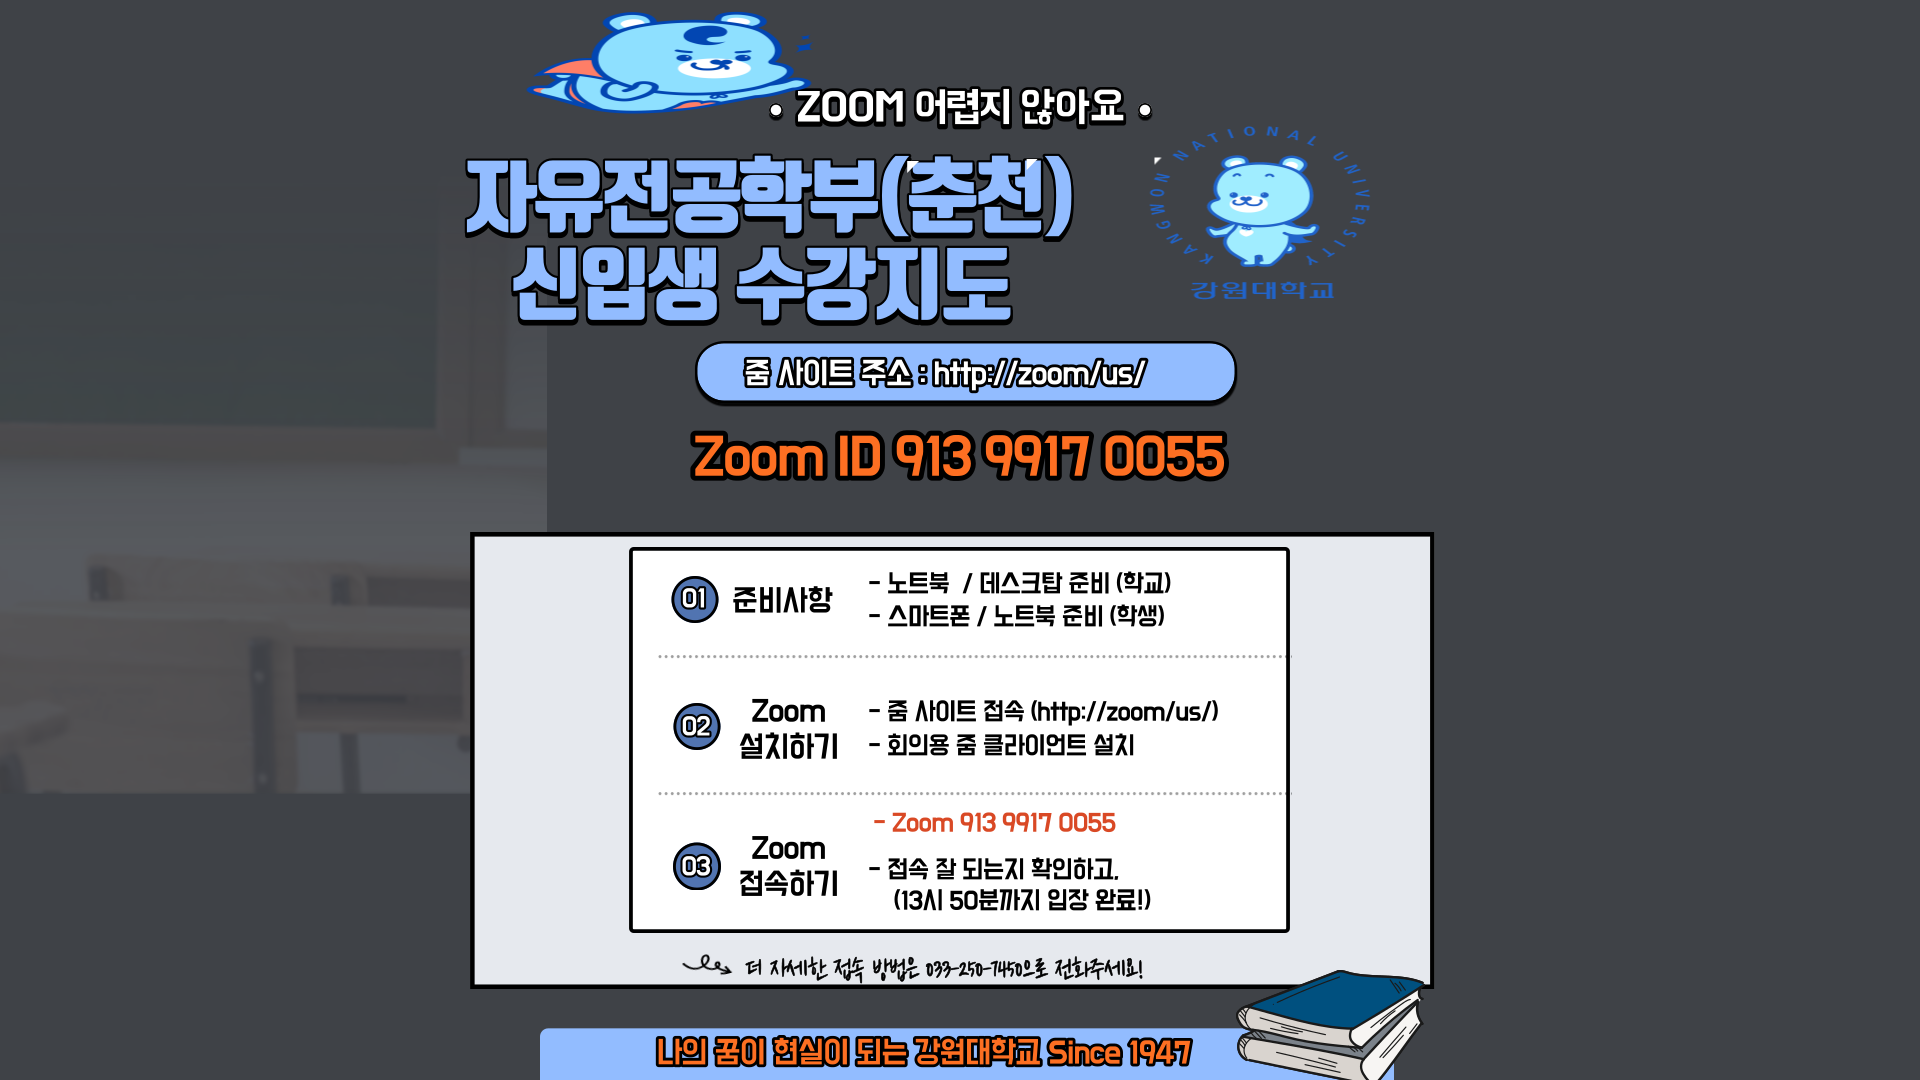 • ZOOM 어렵지 않아요 •
자유전공학부(춘천)
신입생 수강지도
KANGWON NATIONAL UNIVERSITY
강원대학교
줌 사이트 주소 : http://zoom/us/
Zoom ID 913 9917 0055
01 준비사항
- 노트북 / 데스크탑 준비 (학교)
- 스마트폰 / 노트북 준비 (학생)
02 Zoom
설치하기
- 줌 사이트 접속 (http://zoom/us/)
- 회의용 줌 클라이언트 설치
03 Zoom
접속하기
- Zoom 913 9917 0055
- 접속 잘 되는지 확인하고,
(13시 50분까지 입장 완료!)
더 자세한 접속 방법은 033-250-7450으로 전화주세요!
나의 꿈이 현실이 되는 강원대학교 Since 1947